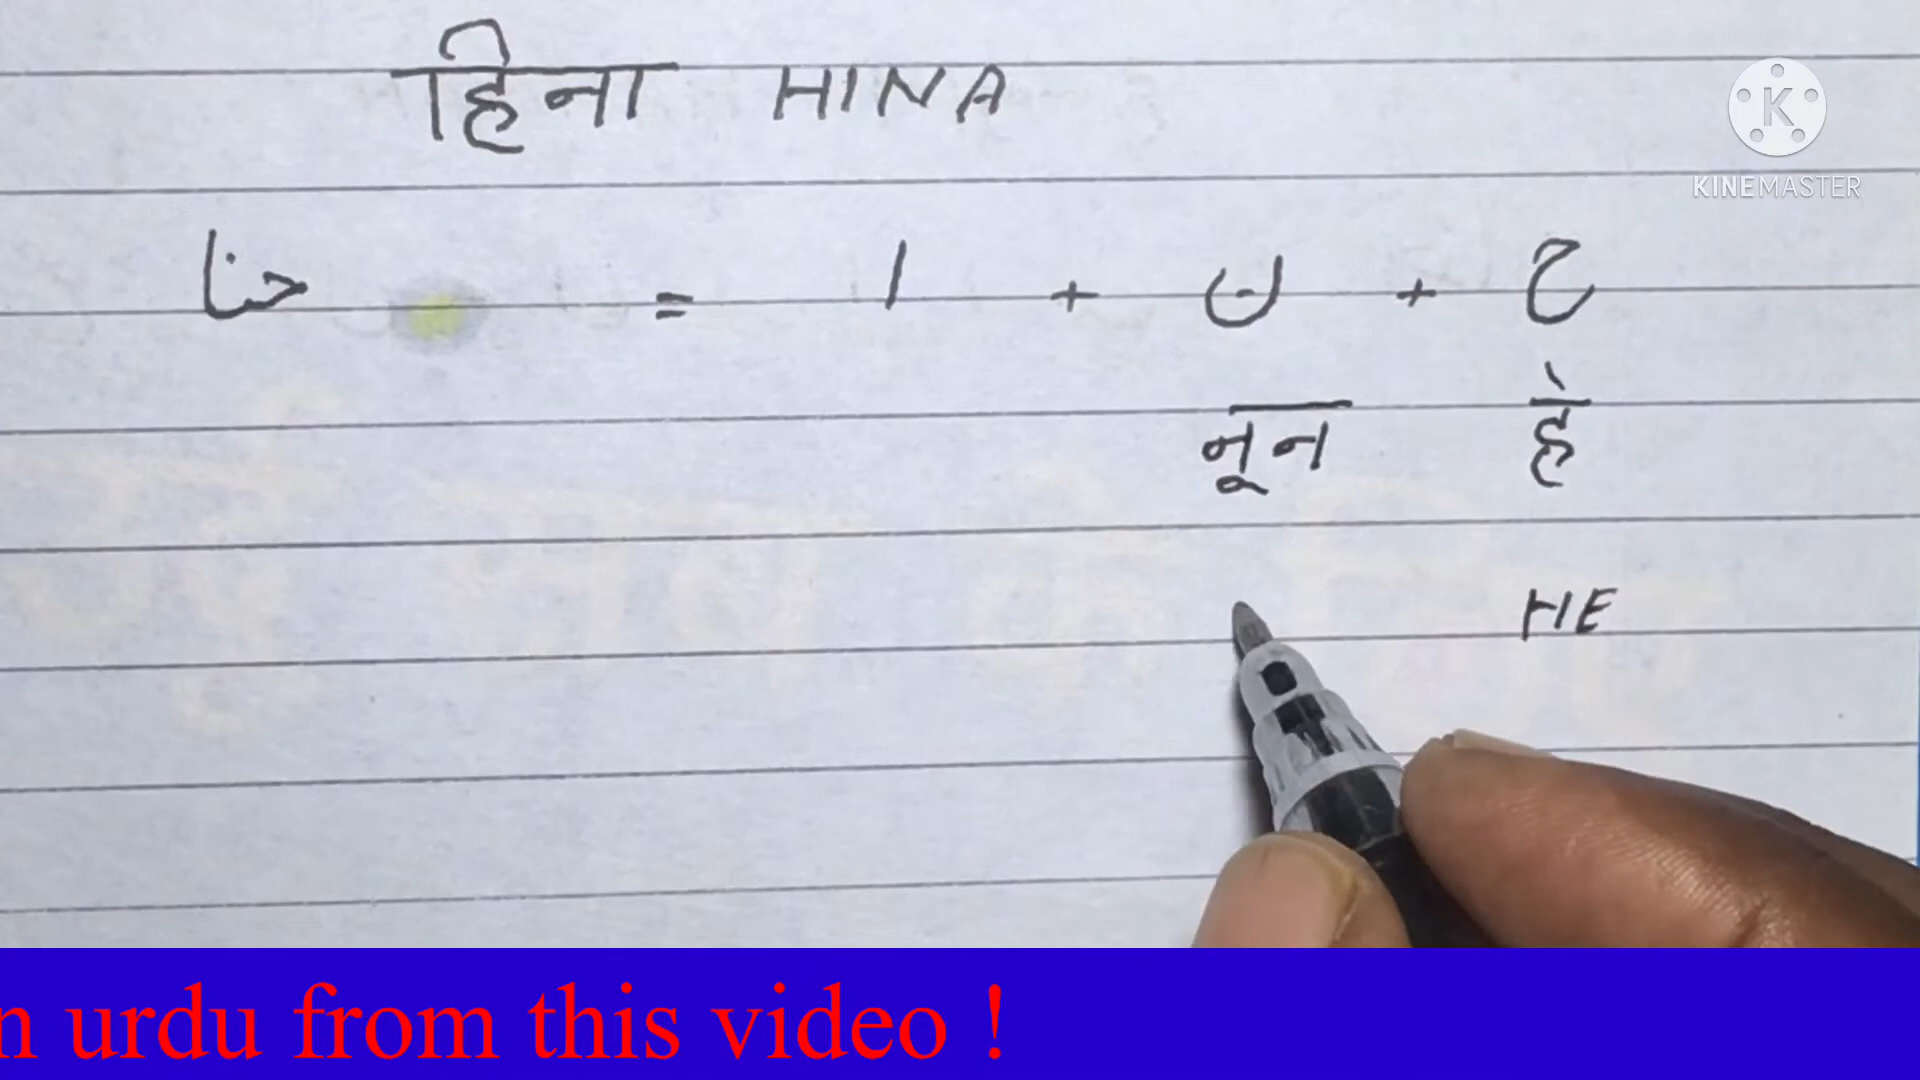 हिना HINA
KINEMASTER
ح + ن + ا = حنا
नून हे
HE
n urdu from this video !